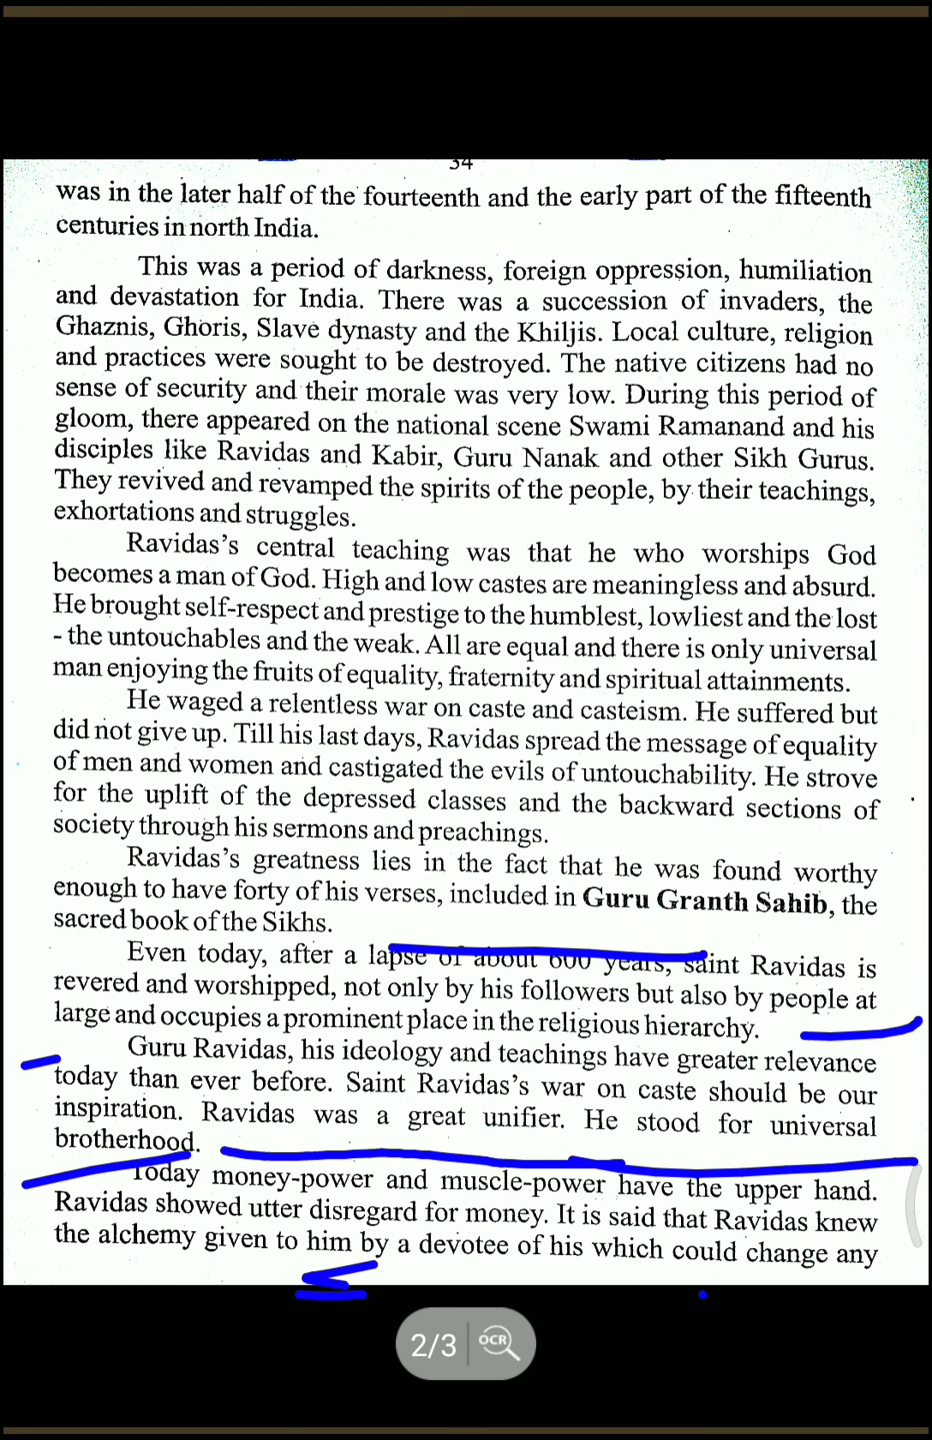 34
was in the later half of the fourteenth and the early part of the fifteenth
centuries in north India.
This was a period of darkness, foreign oppression, humiliation
and devastation for India. There was a succession of invaders, the
Ghaznis, Ghoris, Slave dynasty and the Khiljis. Local culture, religion
and practices were sought to be destroyed. The native citizens had no
sense of security and their morale was very low. During this period of
gloom, there appeared on the national scene Swami Ramanand and his
disciples like Ravidas and Kabir, Guru Nanak and other Sikh Gurus.
They revived and revamped the spirits of the people, by their teachings,
exhortations and struggles.
Ravidas's central teaching was that he who worships God
becomes a man of God. High and low castes are meaningless and absurd.
He brought self-respect and prestige to the humblest, lowliest and the lost
- the untouchables and the weak. All are equal and there is only universal
man enjoying the fruits of equality, fraternity and spiritual attainments.
He waged a relentless war on caste and casteism. He suffered but
did not give up. Till his last days, Ravidas spread the message of equality
of men and women and castigated the evils of untouchability. He strove
for the uplift of the depressed classes and the backward sections of
society through his sermons and preachings.
Ravidas's greatness lies in the fact that he was found worthy
enough to have forty of his verses, included in Guru Granth Sahib, the
sacred book of the Sikhs.
Even today, after a lapse of about 600 years, saint Ravidas is
revered and worshipped, not only by his followers but also by people at
large and occupies a prominent place in the religious hierarchy.
Guru Ravidas, his ideology and teachings have greater relevance
today than ever before. Saint Ravidas's war on caste should be our
inspiration. Ravidas was a great unifier. He stood for universal
brotherhood.
Today money-power and muscle-power have the upper hand.
Ravidas showed utter disregard for money. It is said that Ravidas knew
the alchemy given to him by a devotee of his which could change any
2/3 OCR